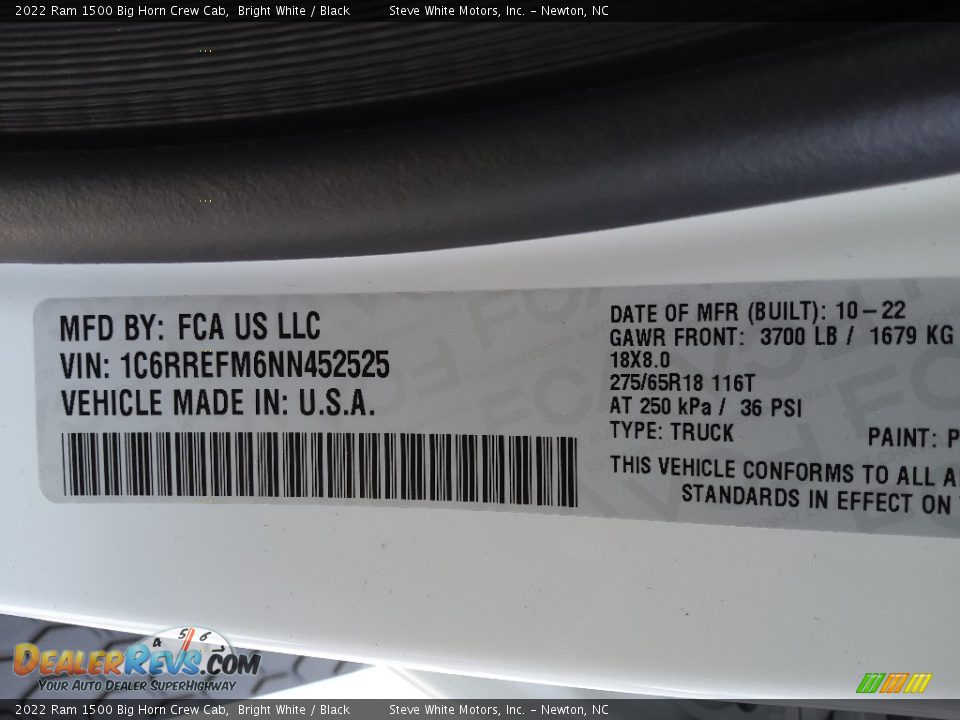 2022 Ram 1500 Big Horn Crew Cab, Bright White / Black Steve White Motors, Inc. - Newton, NC
MFD BY: FCA US LLC
VIN: 1C6RREFM6NN452525
VEHICLE MADE IN: U.S.A.
DATE OF MFR (BUILT): 10-22
GAWR FRONT: 3700 LB / 1679 KG
18X8.0
275/65R18 116T
AT 250 kPa / 36 PSI
TYPE: TRUCK PAINT: P
THIS VEHICLE CONFORMS TO ALL A
STANDARDS IN EFFECT ON
4 5 6
DEALERREVS.COM
YOUR AUTO DEALER SUPERHIGHWAY
2022 Ram 1500 Big Horn Crew Cab, Bright White / Black Steve White Motors, Inc. - Newton, NC